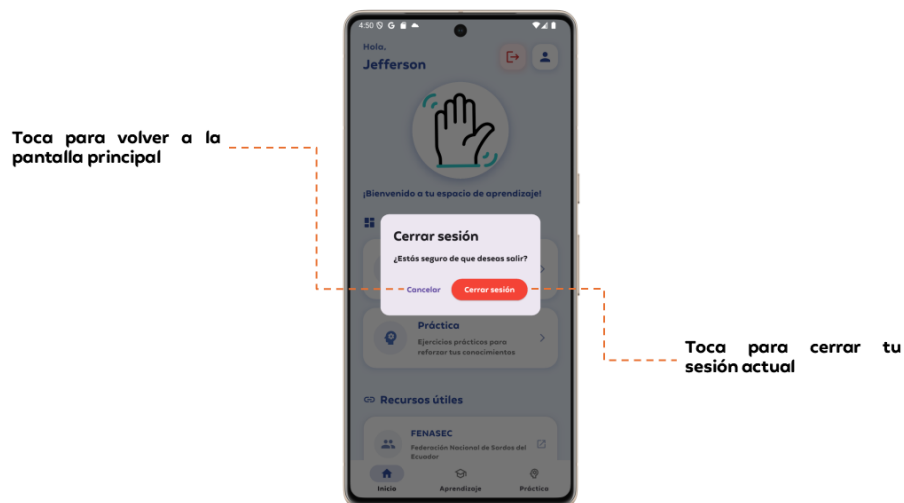 4:50
Hola,
Jefferson
¡Bienvenido a tu espacio de aprendizaje!
Toca para volver a la
pantalla principal
Cerrar sesión
¿Estás seguro de que deseas salir?
Cancelar
Cerrar sesión
Práctica
Ejercicios prácticos para
reforzar tus conocimientos
Toca para cerrar tu
sesión actual
Recursos útiles
FENASEC
Federación Nacional de Sordos del
Ecuador
Inicio
Aprendizaje
Práctica